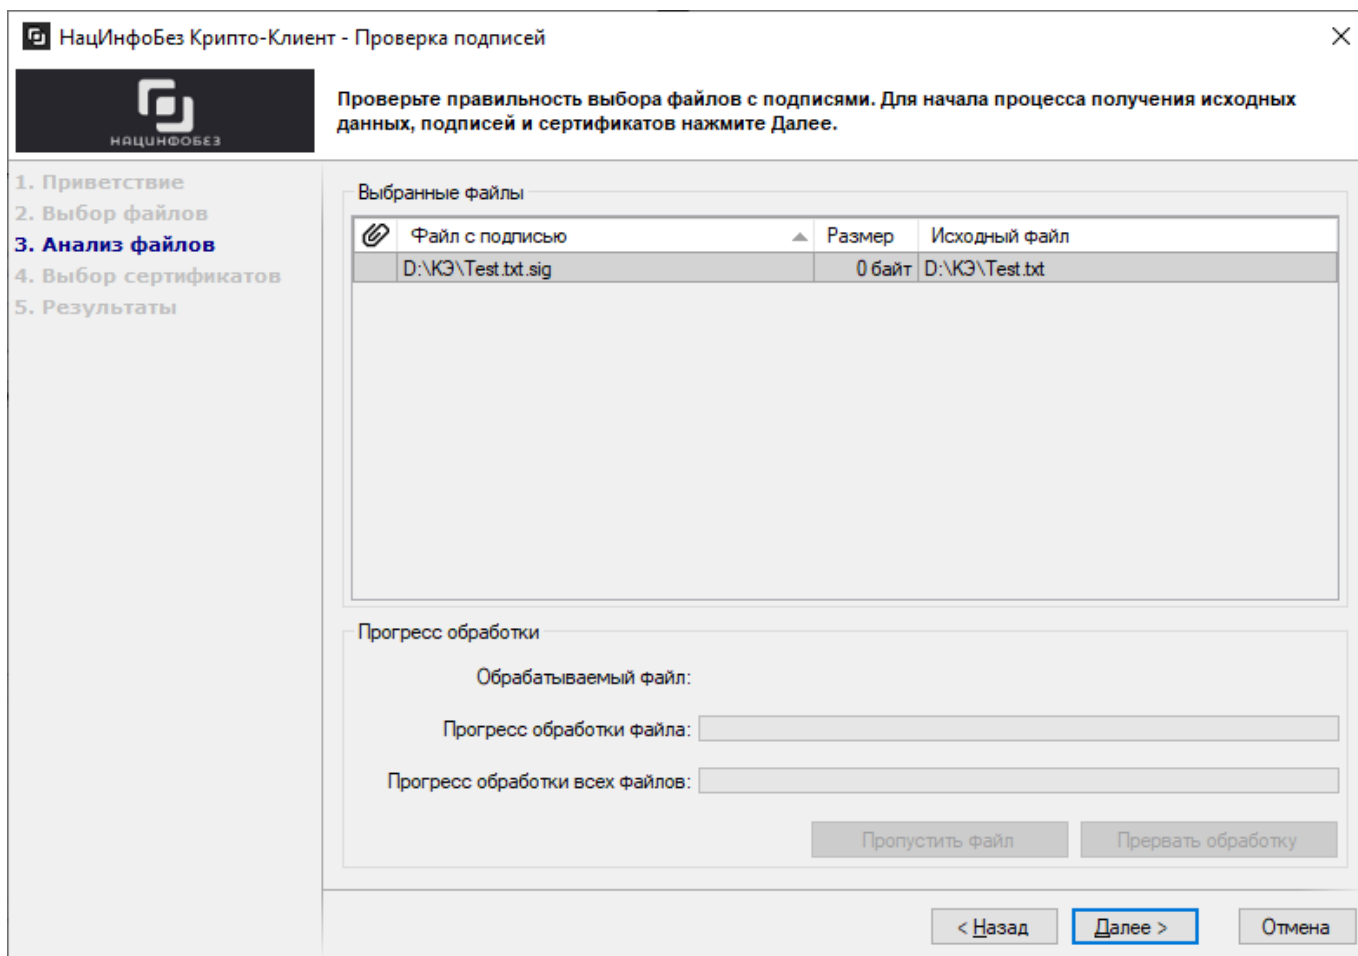 НацИнфоБез Крипто-Клиент - Проверка подписей
НАЦИНФОБЕЗ
Проверьте правильность выбора файлов с подписями. Для начала процесса получения исходных
данных, подписей и сертификатов нажмите Далее.
1. Приветствие
2. Выбор файлов
3. Анализ файлов
4. Выбор сертификатов
5. Результаты
Выбранные файлы
Файл с подписью Размер Исходный файл
D:\КЭ\Test.txt.sig 0 байт D:\КЭ\Test.txt
Прогресс обработки
Обрабатываемый файл:
Прогресс обработки файла:
Прогресс обработки всех файлов:
Пропустить файл Прервать обработку
< Назад Далее > Отмена